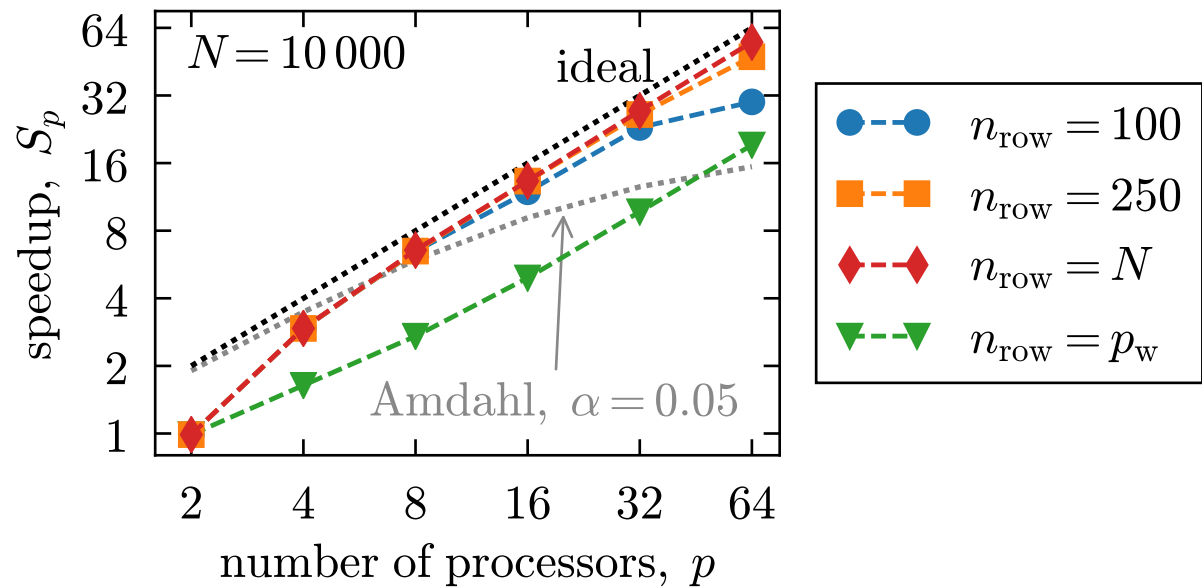 64
32
16
8
4
2
1
speedup, Sₚ
N = 10 000
ideal
Amdahl, α = 0.05
2 4 8 16 32 64
number of processors, p
n_row = 100
n_row = 250
n_row = N
n_row = p_w